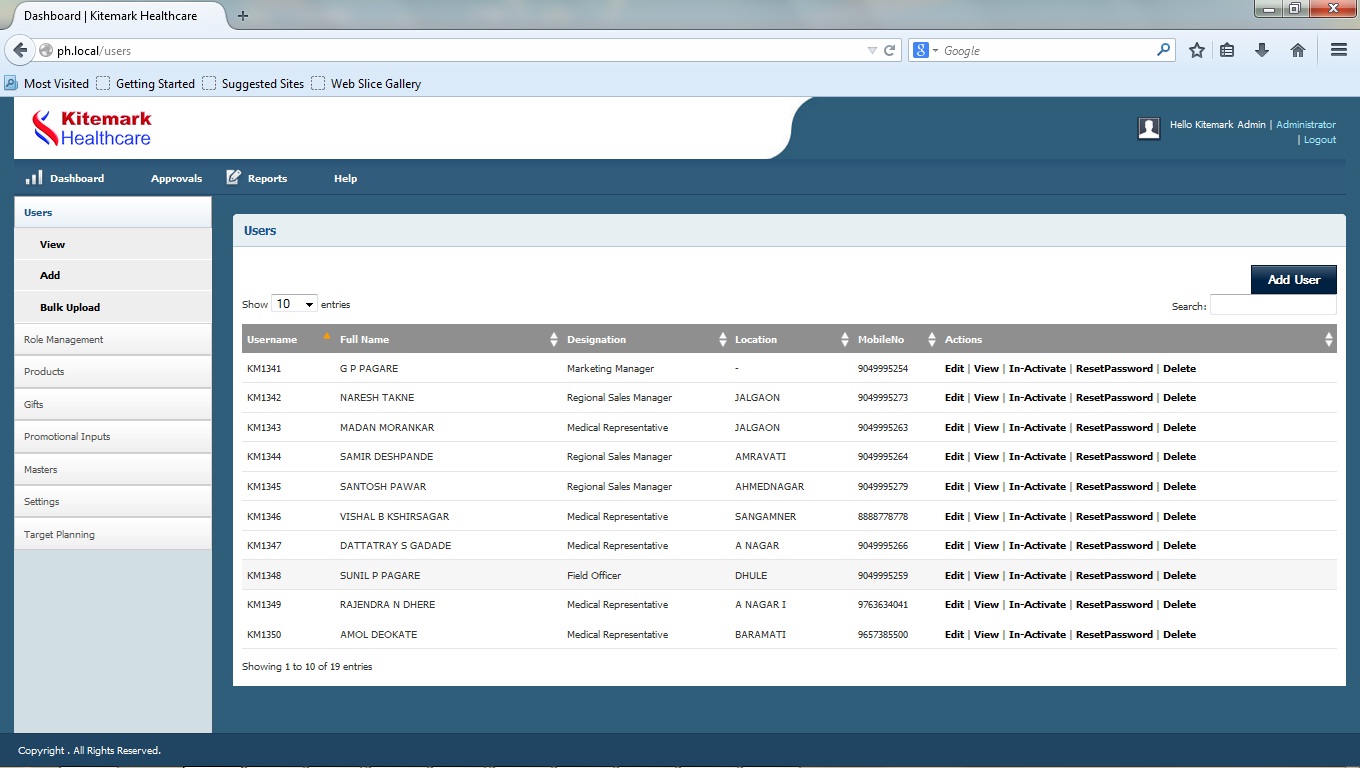 Dashboard | Kitemark Healthcare
ph.local/users
Google
Most Visited Getting Started Suggested Sites Web Slice Gallery
Kitemark
Healthcare
Hello Kitemark Admin | Administrator
| Logout
Dashboard Approvals Reports Help
Users
View
Add
Bulk Upload
Role Management
Products
Gifts
Promotional Inputs
Masters
Settings
Target Planning
Users
Add User
Show 10 entries Search:
Username Full Name Designation Location MobileNo Actions
KM1341 G P PAGARE Marketing Manager - 9049995254 Edit | View | In-Activate | ResetPassword | Delete
KM1342 NARESH TAKNE Regional Sales Manager JALGAON 9049995273 Edit | View | In-Activate | ResetPassword | Delete
KM1343 MADAN MORANKAR Medical Representative JALGAON 9049995263 Edit | View | In-Activate | ResetPassword | Delete
KM1344 SAMIR DESHPANDE Regional Sales Manager AMRAVATI 9049995264 Edit | View | In-Activate | ResetPassword | Delete
KM1345 SANTOSH PAWAR Regional Sales Manager AHMEDNAGAR 9049995279 Edit | View | In-Activate | ResetPassword | Delete
KM1346 VISHAL B KSHIRSAGAR Medical Representative SANGAMNER 8888778778 Edit | View | In-Activate | ResetPassword | Delete
KM1347 DATTATRAY S GADADE Medical Representative A NAGAR 9049995266 Edit | View | In-Activate | ResetPassword | Delete
KM1348 SUNIL P PAGARE Field Officer DHULE 9049995259 Edit | View | In-Activate | ResetPassword | Delete
KM1349 RAJENDRA N DHERE Medical Representative A NAGAR I 9763634041 Edit | View | In-Activate | ResetPassword | Delete
KM1350 AMOL DEOKATE Medical Representative BARAMATI 9657385500 Edit | View | In-Activate | ResetPassword | Delete
Showing 1 to 10 of 19 entries
Copyright . All Rights Reserved.